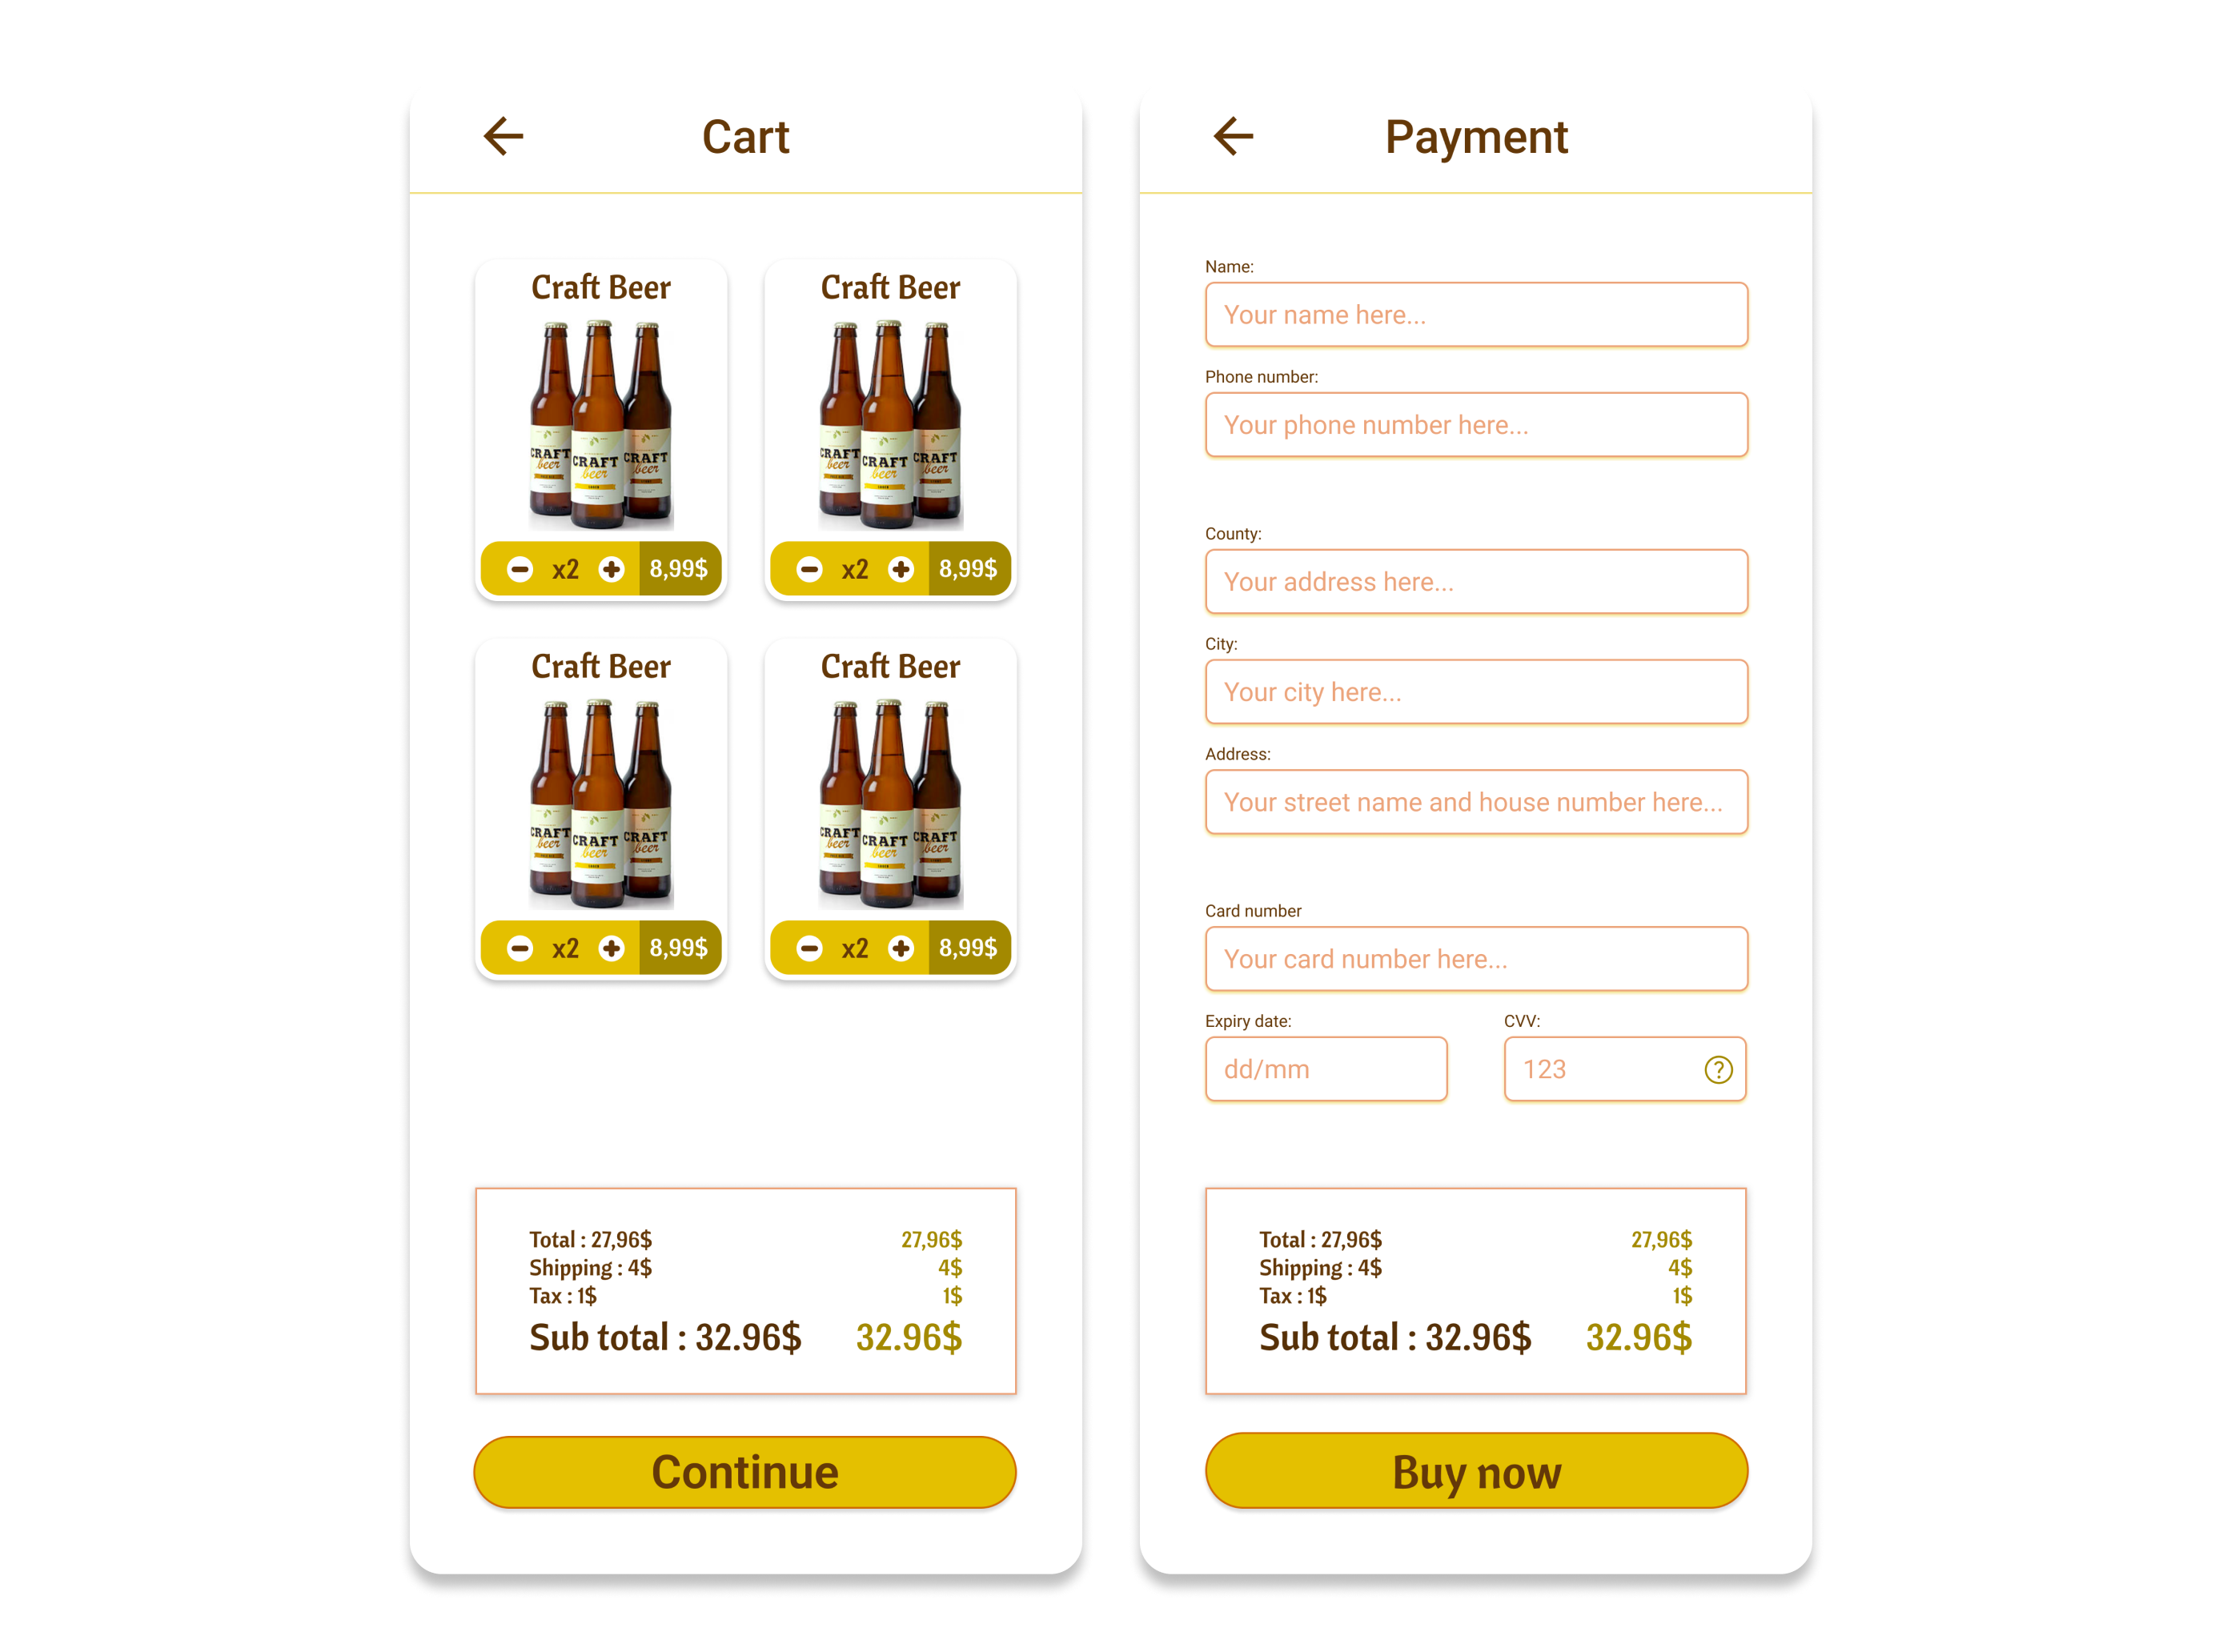 Cart
Craft Beer
Craft Beer
CRAFT
beer
CRAFT
beer
CRAFT
beer
CRAFT
beer
CRAFT
beer
CRAFT
beer
x2 8,99$
x2 8,99$
Craft Beer
Craft Beer
CRAFT
beer
CRAFT
beer
CRAFT
beer
CRAFT
beer
CRAFT
beer
CRAFT
beer
x2 8,99$
x2 8,99$
Total : 27,96$ 27,96$
Shipping : 4$ 4$
Tax : 1$ 1$
Sub total : 32.96$ 32.96$
Continue
Payment
Name:
Your name here...
Phone number:
Your phone number here...
County:
Your address here...
City:
Your city here...
Address:
Your street name and house number here...
Card number
Your card number here...
Expiry date:
dd/mm
CVV:
123
Total : 27,96$ 27,96$
Shipping : 4$ 4$
Tax : 1$ 1$
Sub total : 32.96$ 32.96$
Buy now